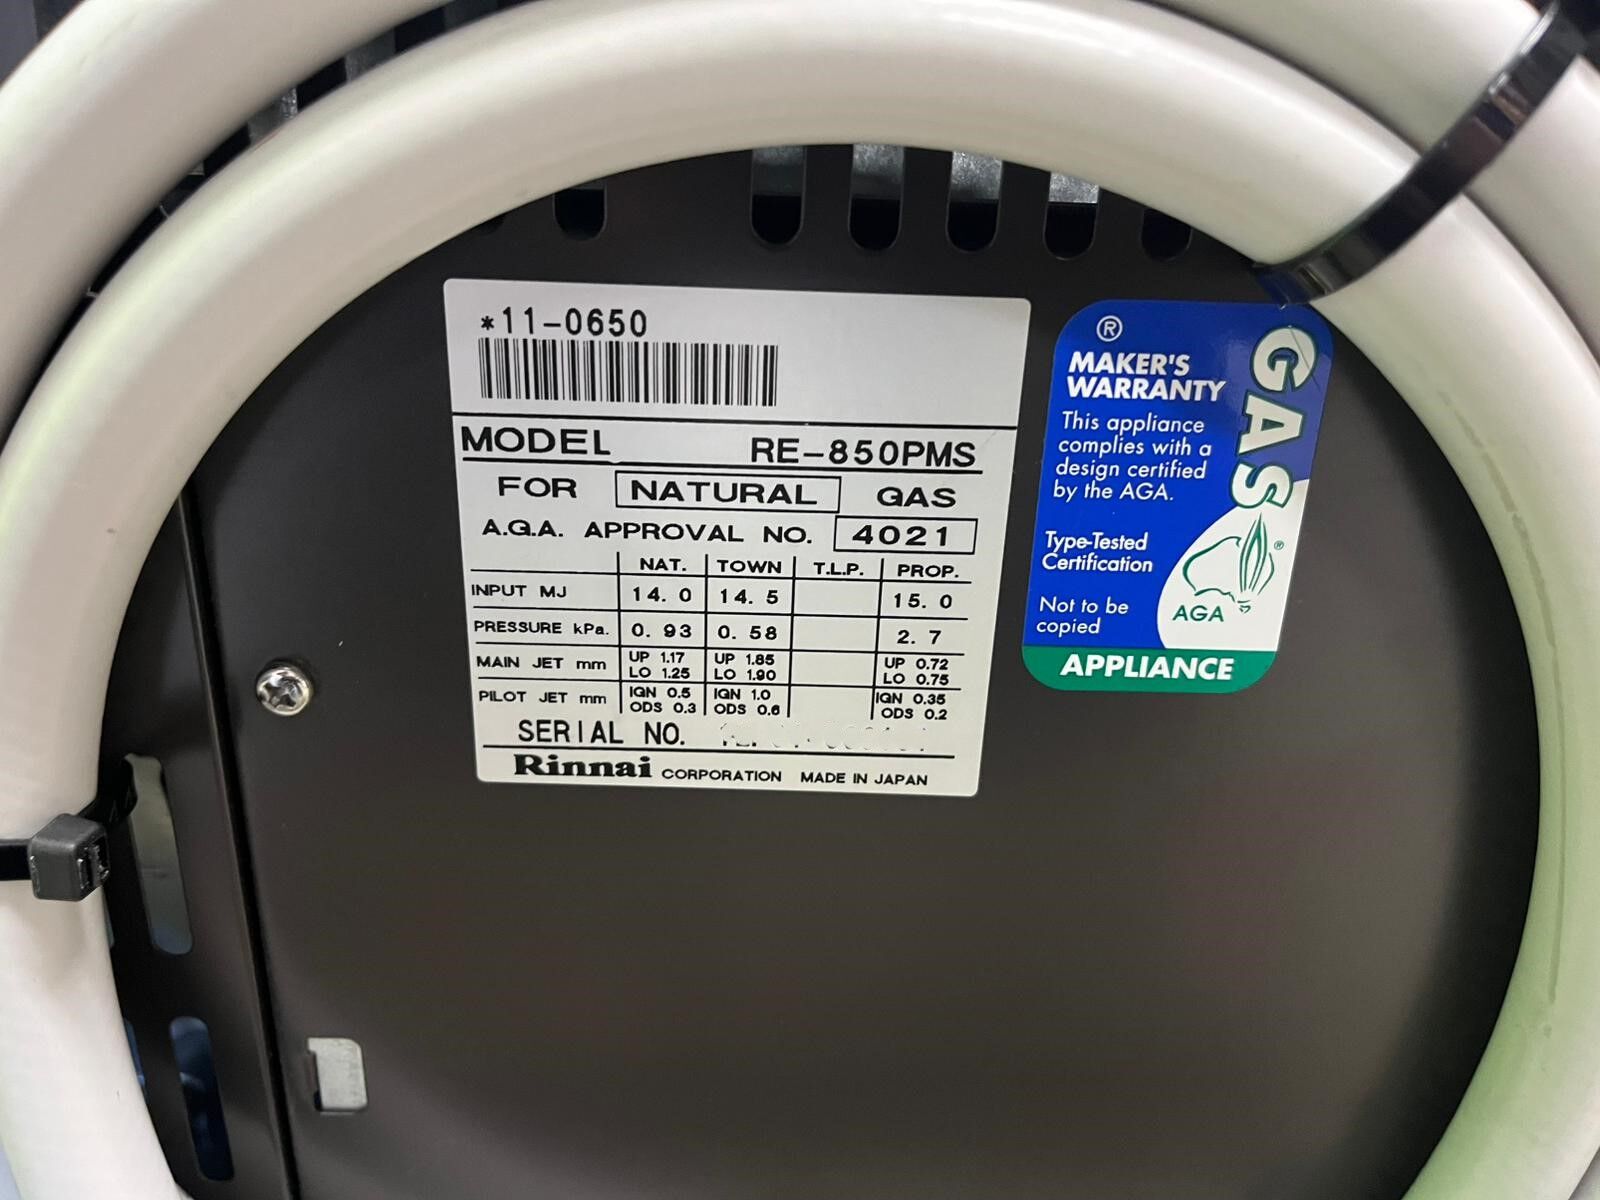 *11-0650
MODEL RE-850PMS
FOR NATURAL GAS
A.G.A. APPROVAL NO. 4021
NAT. TOWN T.L.P. PROP.
INPUT MJ 14.0 14.5 15.0
PRESSURE kPa. 0.93 0.58 2.7
MAIN JET mm UP 1.17 UP 1.85 UP 0.72
LO 1.25 LO 1.90 LO 0.75
PILOT JET mm IGN 0.5 IGN 1.0 IGN 0.35
ODS 0.3 ODS 0.6 ODS 0.2
SERIAL NO.
Rinnai CORPORATION MADE IN JAPAN
®
MAKER'S
WARRANTY
This appliance
complies with a
design certified
by the AGA.
Type-Tested
Certification
Not to be
copied
GAS
®
AGA
APPLIANCE